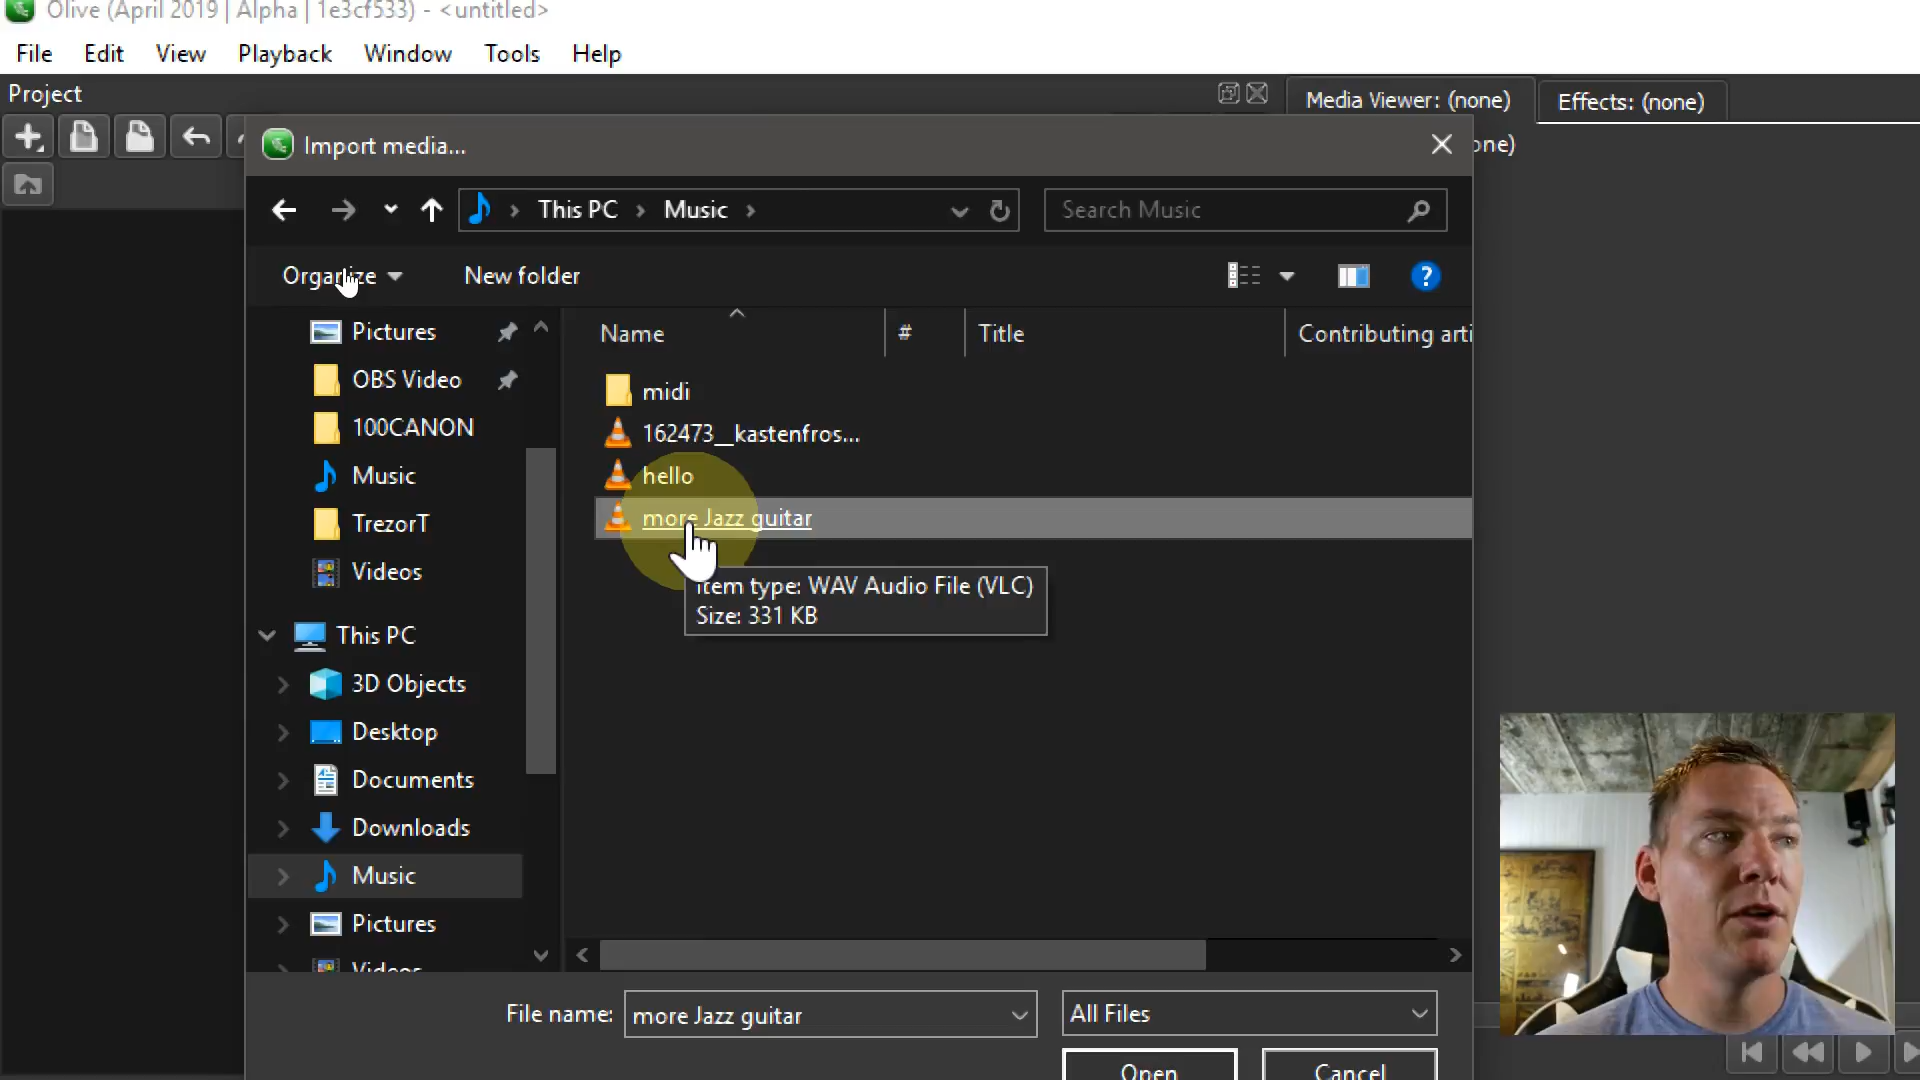 Olive (April 2019 | Alpha | 1e3cf533) - <untitled>
File Edit View Playback Window Tools Help
Project
Media Viewer: (none)
Effects: (none)
Import media...
one)
This PC
Music
Search Music
Organize
New folder
Pictures
OBS Video
100CANON
Music
TrezorT
Videos
This PC
3D Objects
Desktop
Documents
Downloads
Music
Pictures
Videos
Name
#
Title
Contributing arti
midi
162473__kastenfros...
hello
more Jazz guitar
Item type: WAV Audio File (VLC)
Size: 331 KB
File name:
more Jazz guitar
All Files
Open
Cancel